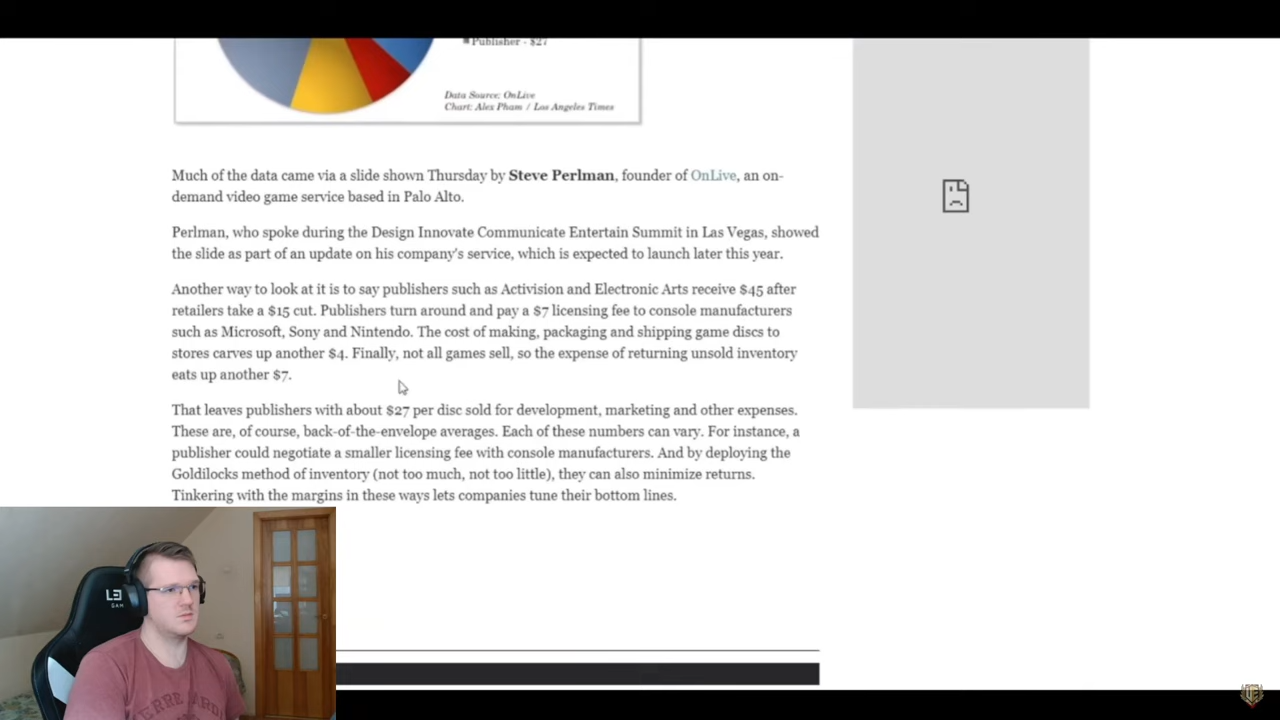 Publisher - $27
Data Source: OnLive
Chart: Alex Pham / Los Angeles Times
Much of the data came via a slide shown Thursday by Steve Perlman, founder of OnLive, an on-
demand video game service based in Palo Alto.
Perlman, who spoke during the Design Innovate Communicate Entertain Summit in Las Vegas, showed
the slide as part of an update on his company's service, which is expected to launch later this year.
Another way to look at it is to say publishers such as Activision and Electronic Arts receive $45 after
retailers take a $15 cut. Publishers turn around and pay a $7 licensing fee to console manufacturers
such as Microsoft, Sony and Nintendo. The cost of making, packaging and shipping game discs to
stores carves up another $4. Finally, not all games sell, so the expense of returning unsold inventory
eats up another $7.
That leaves publishers with about $27 per disc sold for development, marketing and other expenses.
These are, of course, back-of-the-envelope averages. Each of these numbers can vary. For instance, a
publisher could negotiate a smaller licensing fee with console manufacturers. And by deploying the
Goldilocks method of inventory (not too much, not too little), they can also minimize returns.
Tinkering with the margins in these ways lets companies tune their bottom lines.